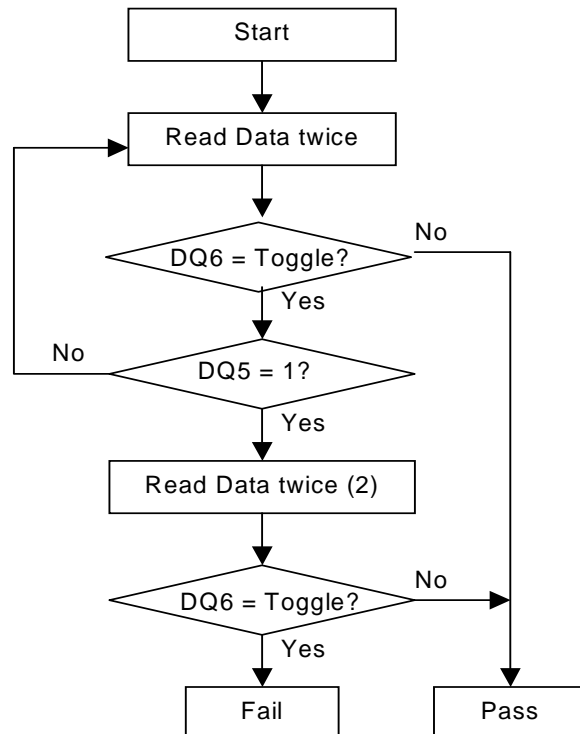 Start
Read Data twice
No
DQ6 = Toggle?
Yes
No
DQ5 = 1?
Yes
Read Data twice (2)
No
DQ6 = Toggle?
Yes
Fail
Pass